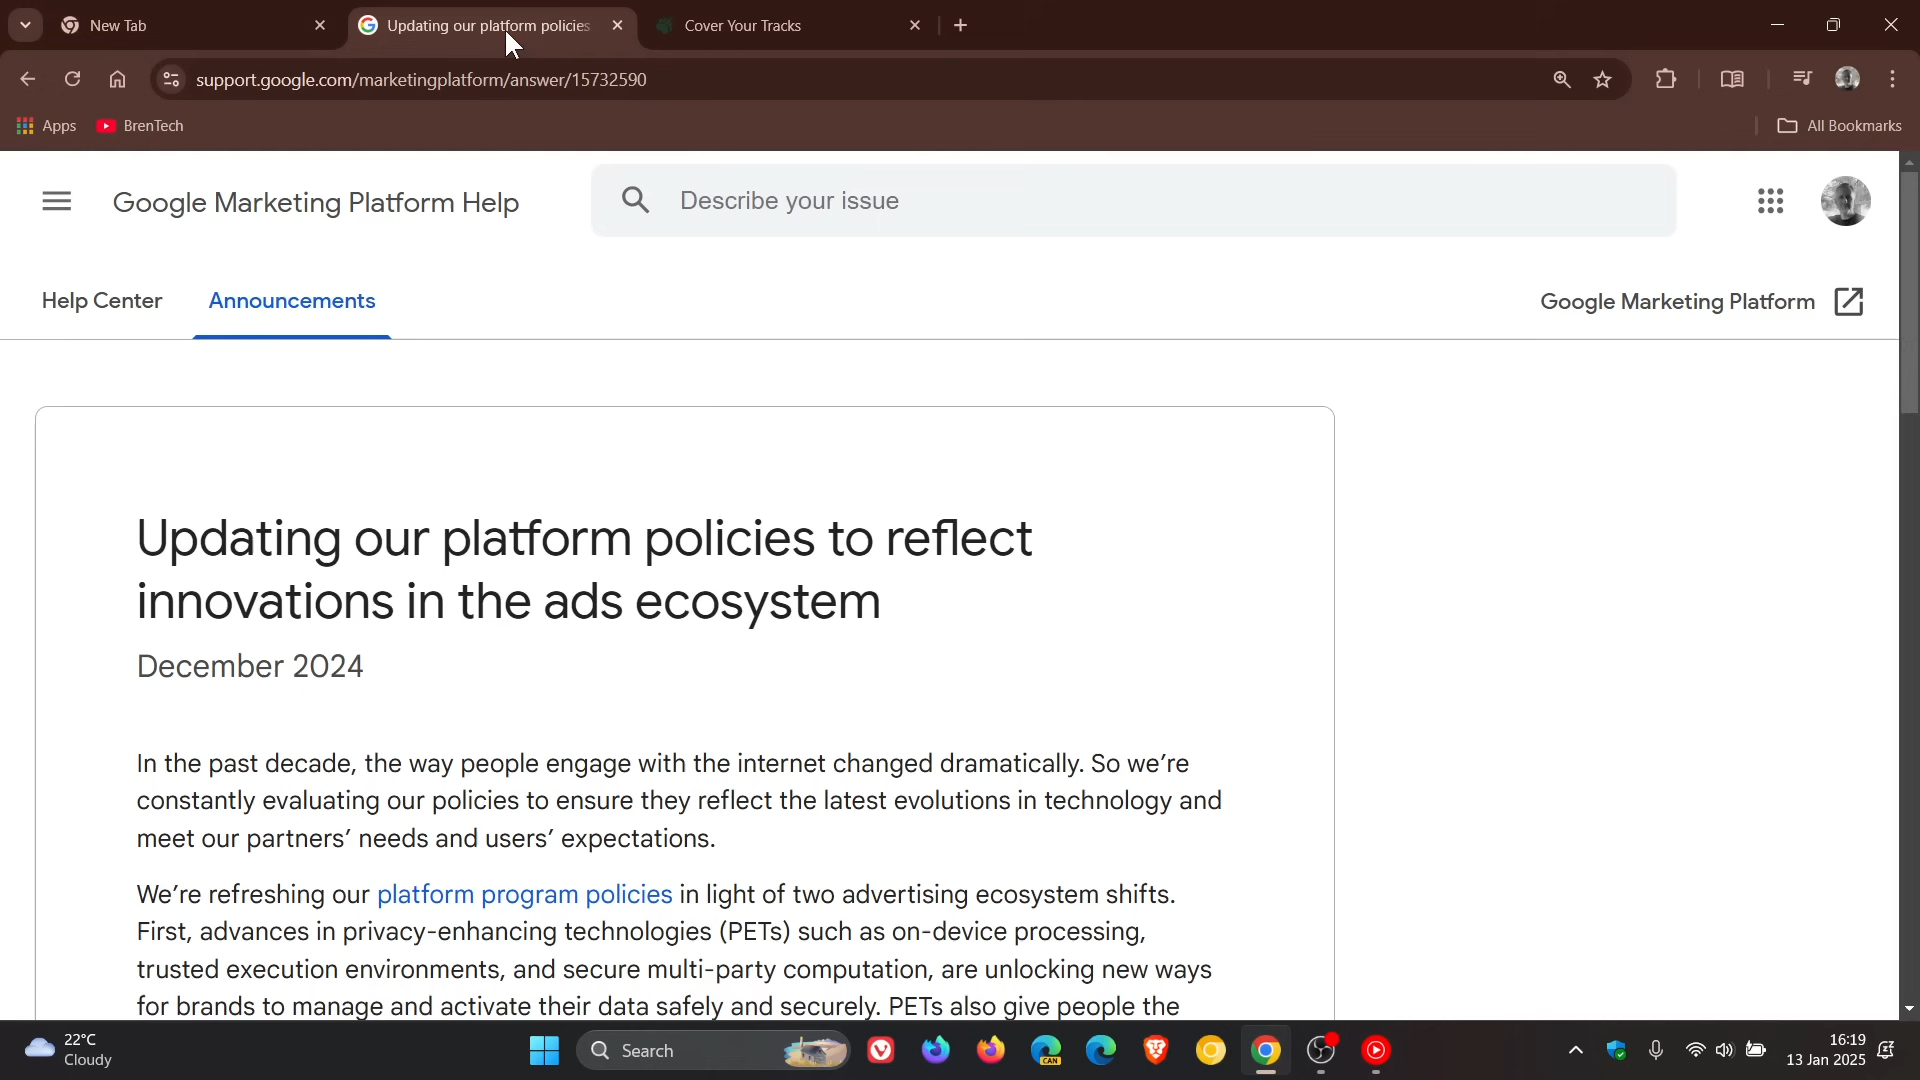 New Tab
Updating our platform policies
Cover Your Tracks
support.google.com/marketingplatform/answer/15732590
Apps
BrenTech
All Bookmarks
Google Marketing Platform Help
Describe your issue
Help Center
Announcements
Google Marketing Platform
Updating our platform policies to reflect
innovations in the ads ecosystem
December 2024
In the past decade, the way people engage with the internet changed dramatically. So we’re
constantly evaluating our policies to ensure they reflect the latest evolutions in technology and
meet our partners’ needs and users’ expectations.
We’re refreshing our platform program policies in light of two advertising ecosystem shifts.
First, advances in privacy-enhancing technologies (PETs) such as on-device processing,
trusted execution environments, and secure multi-party computation, are unlocking new ways
for brands to manage and activate their data safely and securely. PETs also give people the
22°C
Cloudy
Search
CAN
16:19
13 Jan 2025